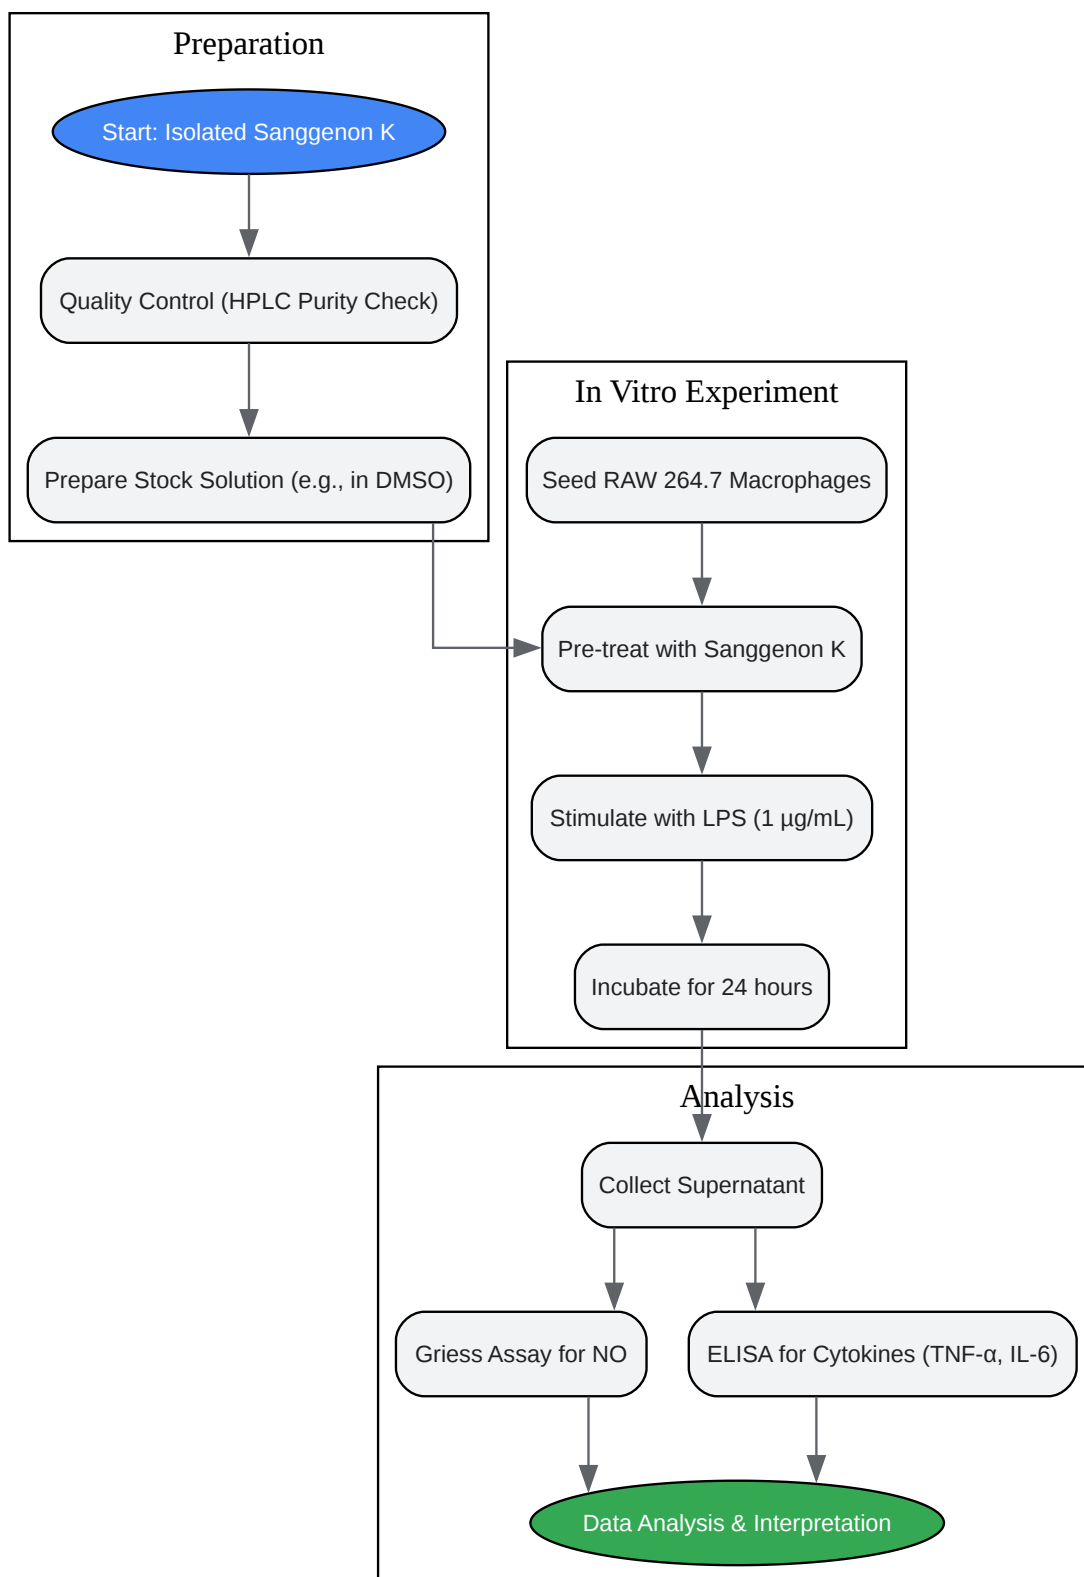 Preparation
Start: Isolated Sanggenon K
Quality Control (HPLC Purity Check)
Prepare Stock Solution (e.g., in DMSO)
In Vitro Experiment
Seed RAW 264.7 Macrophages
Pre-treat with Sanggenon K
Stimulate with LPS (1 µg/mL)
Incubate for 24 hours
Analysis
Collect Supernatant
Griess Assay for NO
ELISA for Cytokines (TNF-α, IL-6)
Data Analysis & Interpretation